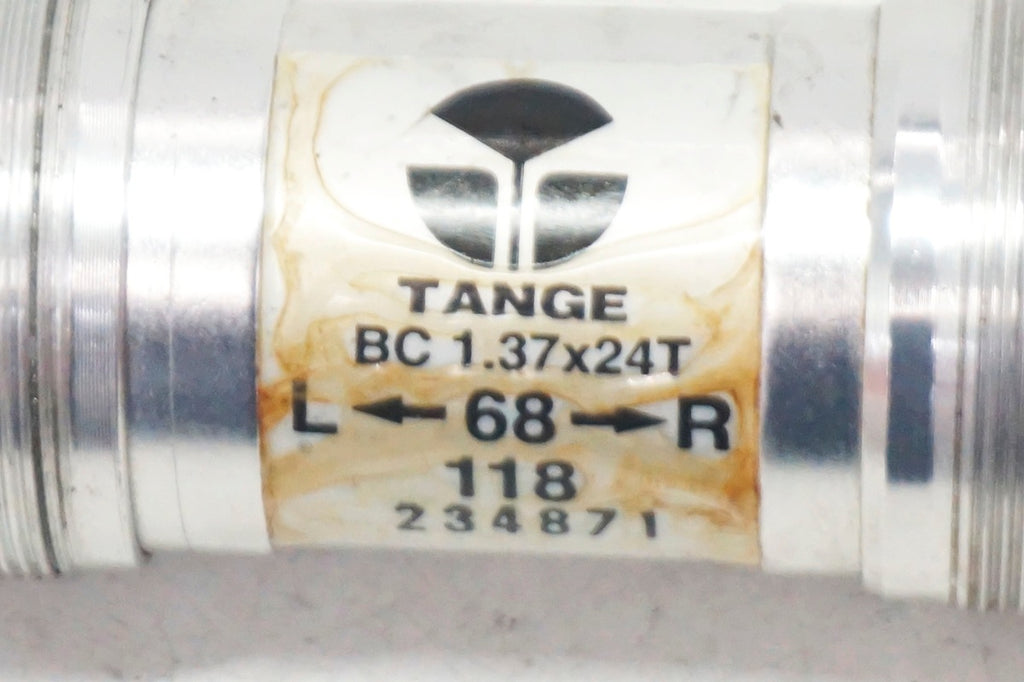 TANGE
BC 1.37x24T
L ← 68 → R
118
234871